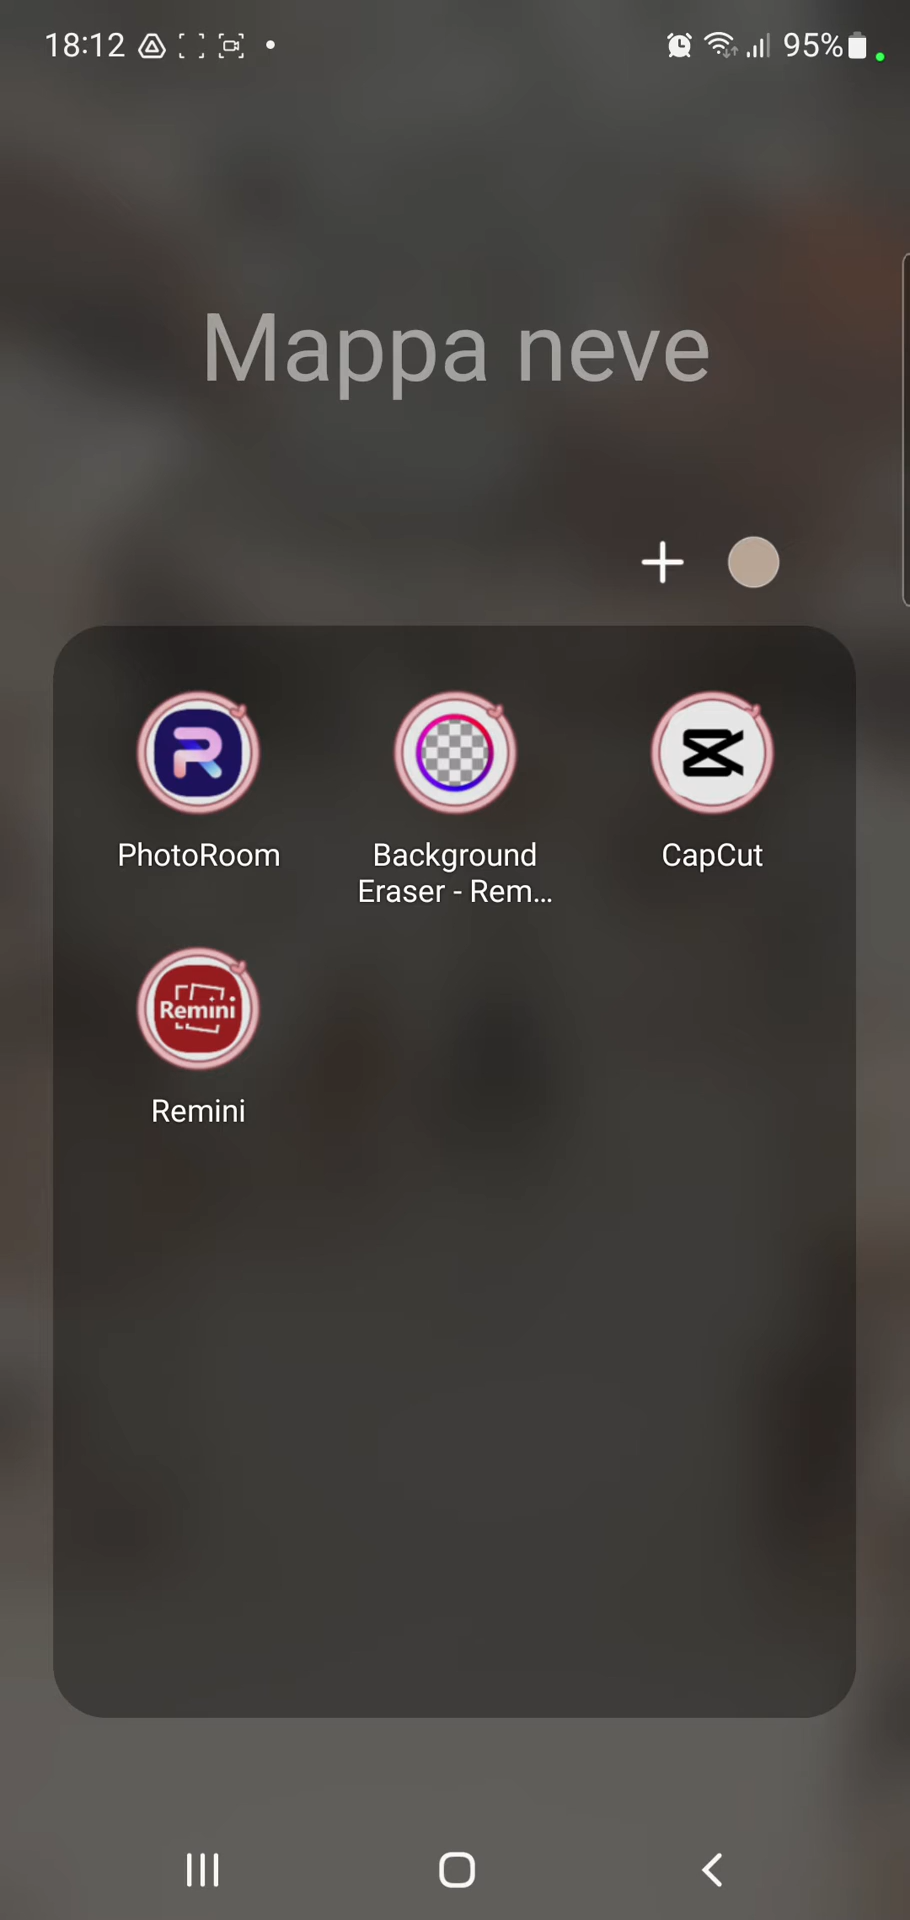 18:12
95%
Mappa neve
PhotoRoom
Background
Eraser - Rem...
CapCut
Remini
Remini